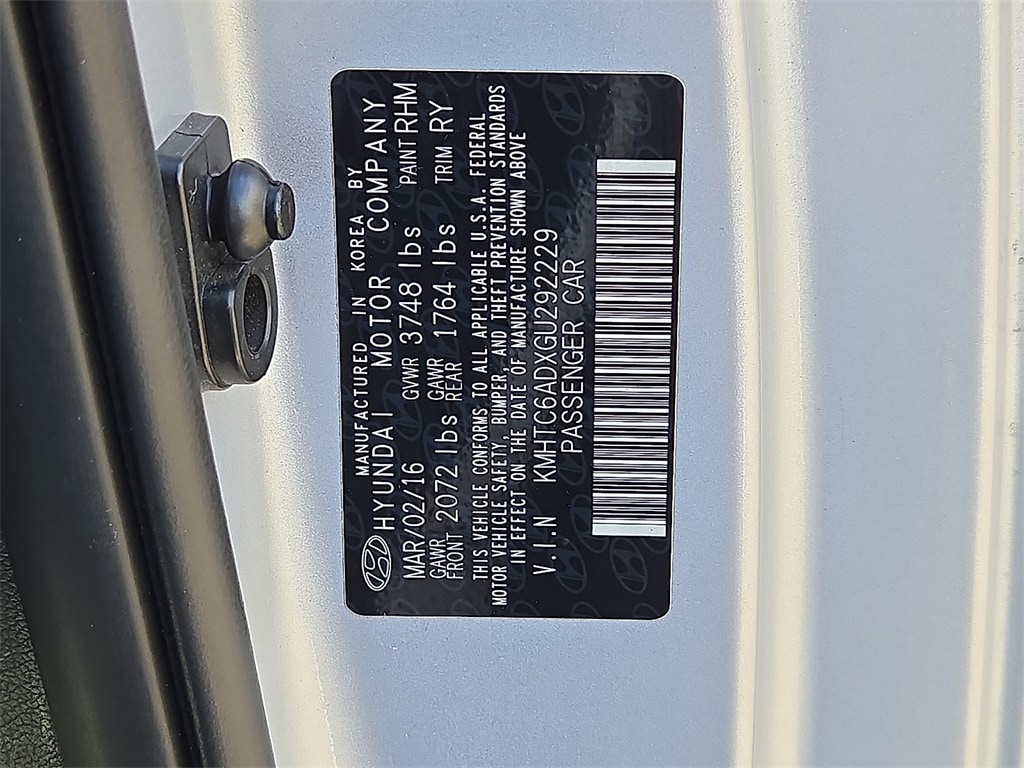 MANUFACTURED IN KOREA BY
HYUNDAI MOTOR COMPANY
MAR/02/16 GVWR 3748 lbs PAINT RHM
GAWR FRONT 2072 lbs GAWR REAR 1764 lbs TRIM RY
THIS VEHICLE CONFORMS TO ALL APPLICABLE U.S.A. FEDERAL
MOTOR VEHICLE SAFETY, BUMPER, AND THEFT PREVENTION STANDARDS
IN EFFECT ON THE DATE OF MANUFACTURE SHOWN ABOVE
V.I.N KMHTC6ADXGU292229
PASSENGER CAR